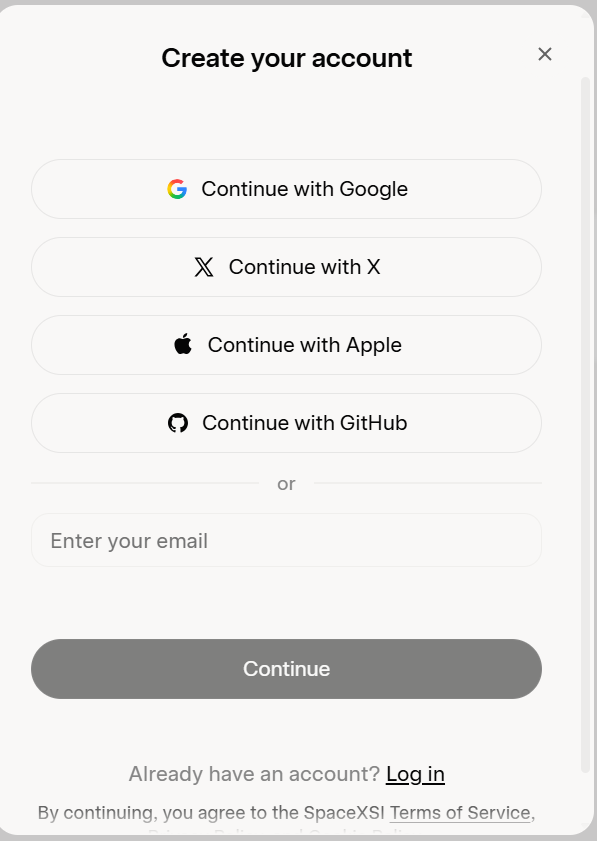 Create your account
Continue with Google
Continue with X
Continue with Apple
Continue with GitHub
or
Enter your email
Continue
Already have an account? Log in
By continuing, you agree to the SpaceXSI Terms of Service,